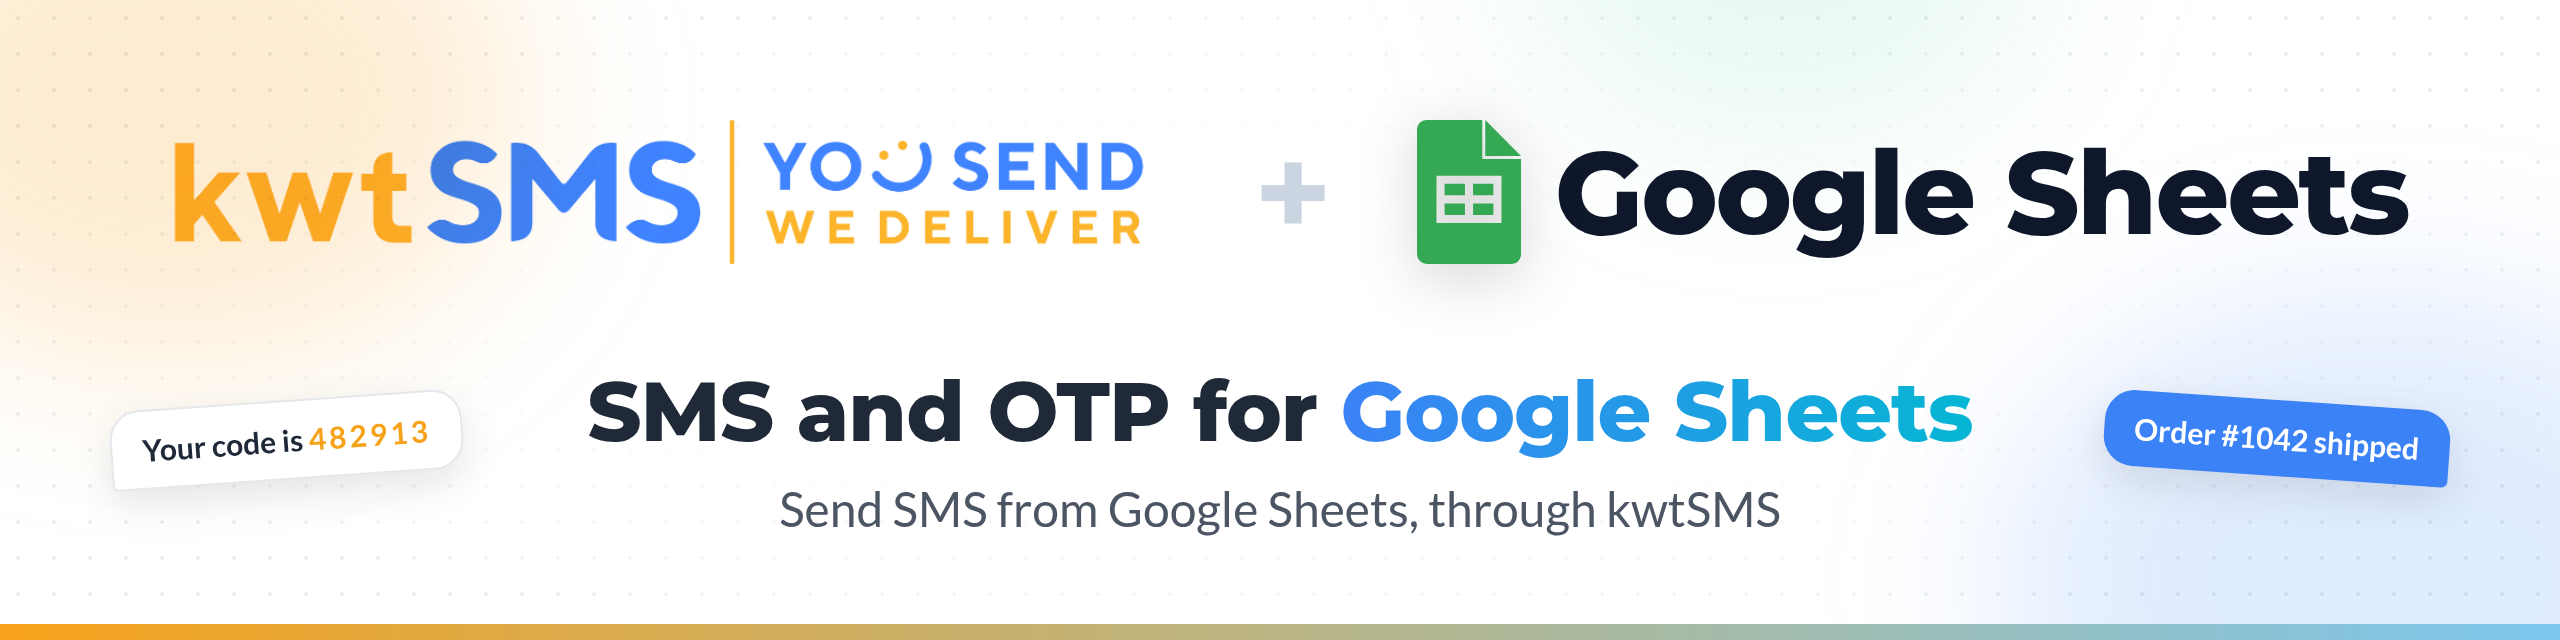 kwtSMS
YOU SEND
WE DELIVER
+
Google Sheets
SMS and OTP for Google Sheets
Your code is 482913
Order #1042 shipped
Send SMS from Google Sheets, through kwtSMS